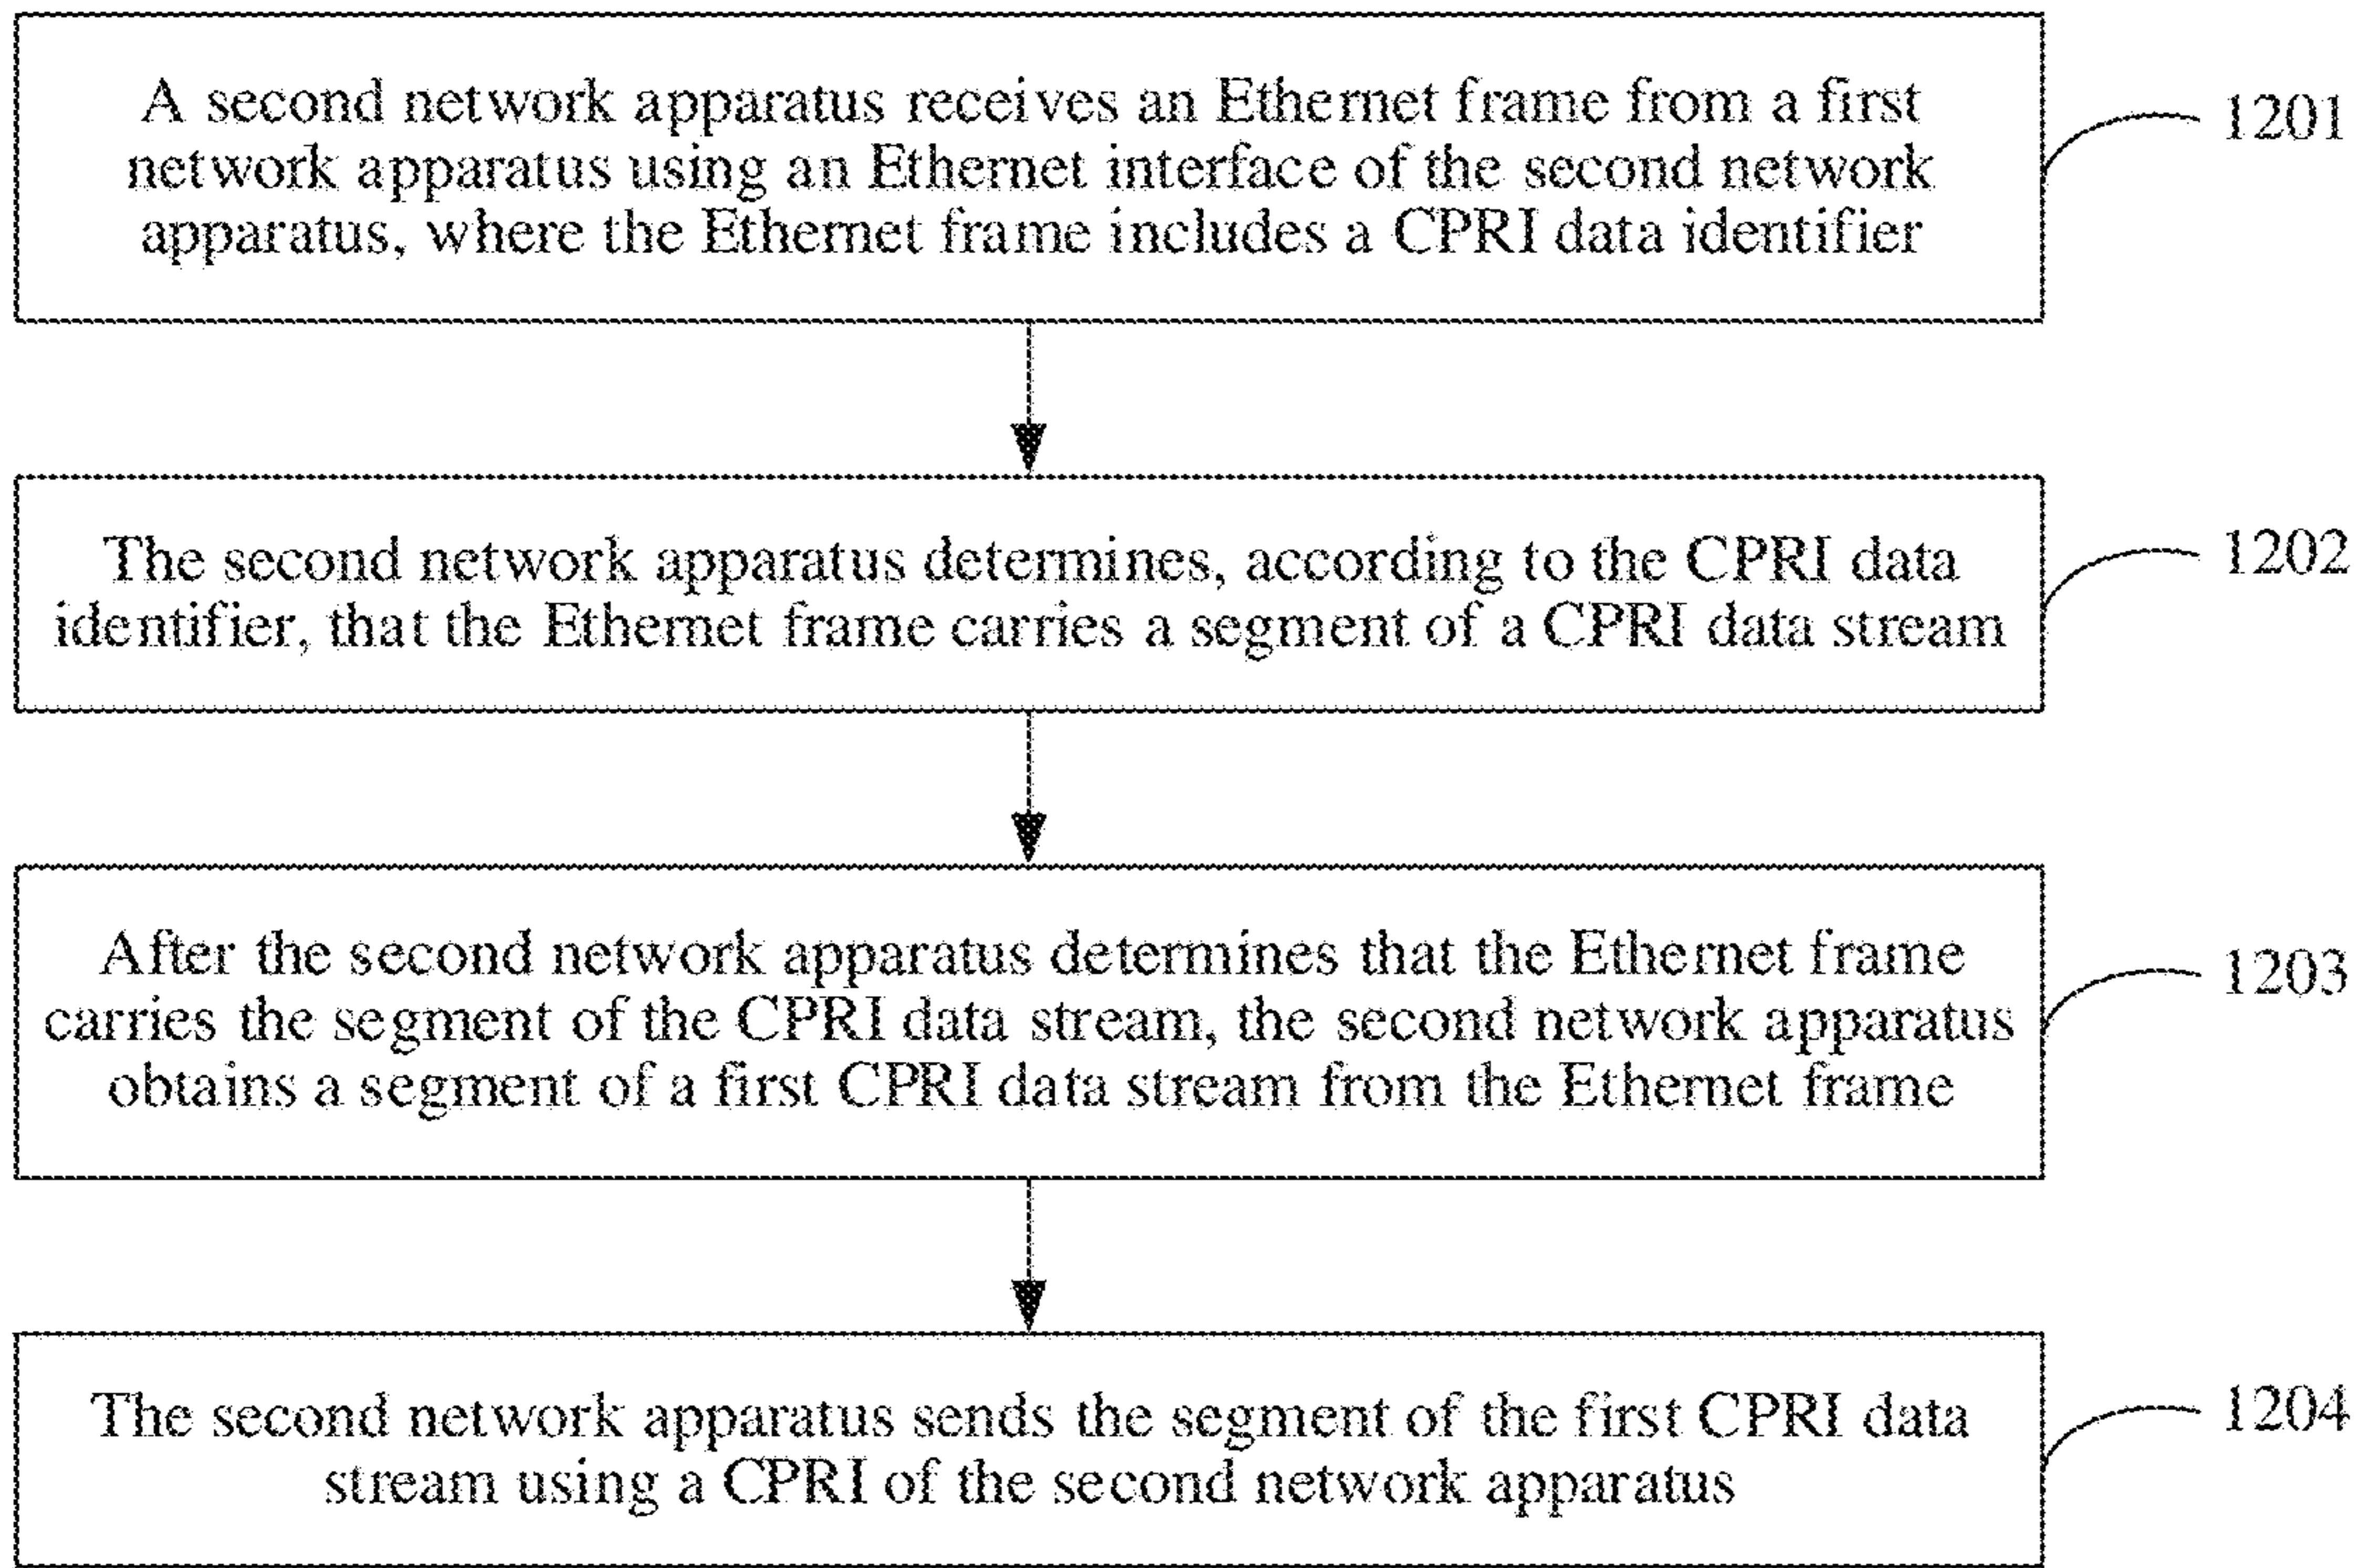 A second network apparatus receives an Ethernet frame from a first
network apparatus using an Ethernet interface of the second network
apparatus, where the Ethernet frame includes a CPRI data identifier
1201
The second network apparatus determines, according to the CPRI data
identifier, that the Ethernet frame carries a segment of a CPRI data stream
1202
After the second network apparatus determines that the Ethernet frame
carries the segment of the CPRI data stream, the second network apparatus
obtains a segment of a first CPRI data stream from the Ethernet frame
1203
The second network apparatus sends the segment of the first CPRI data
stream using a CPRI of the second network apparatus
1204